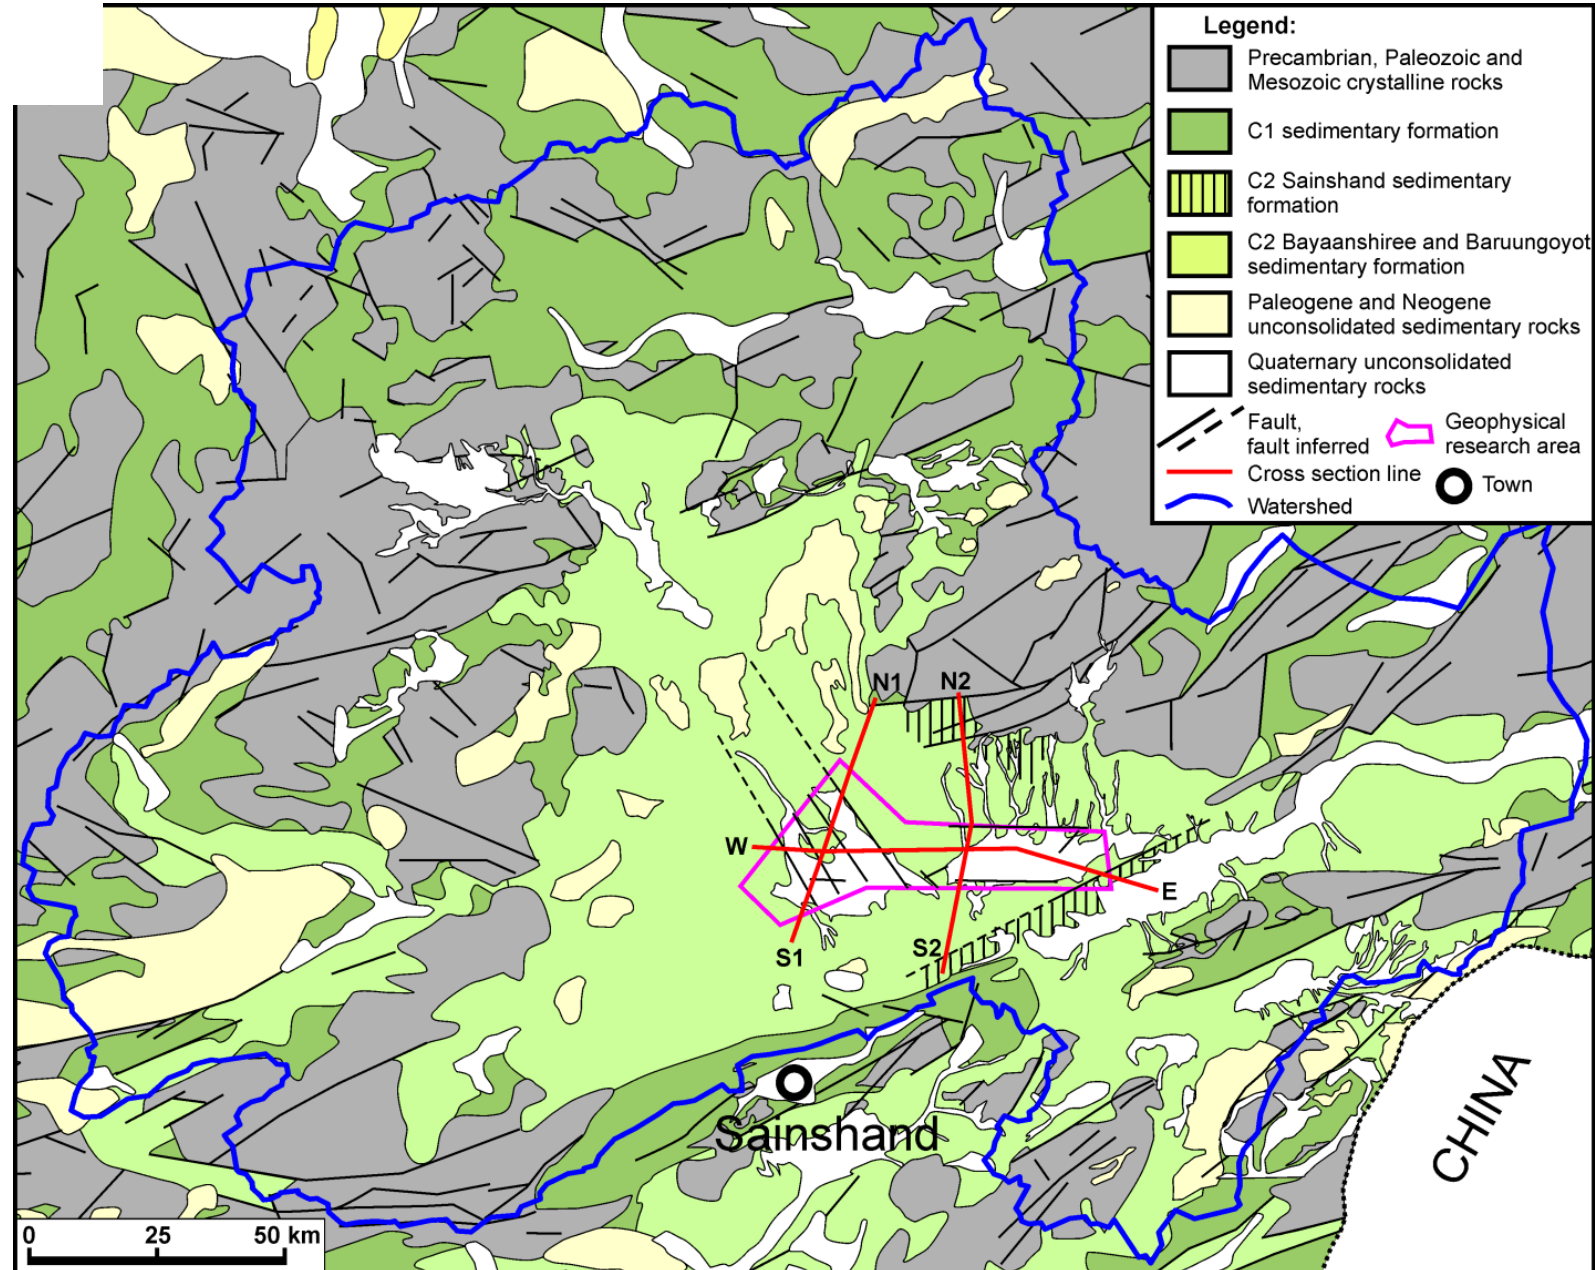 Legend:
Precambrian, Paleozoic and
Mesozoic crystalline rocks
C1 sedimentary formation
C2 Sainshand sedimentary
formation
C2 Bayaanshiree and Baruungoyot
sedimentary formation
Paleogene and Neogene
unconsolidated sedimentary rocks
Quaternary unconsolidated
sedimentary rocks
Fault,
fault inferred
Geophysical
research area
Cross section line
Town
Watershed
N1
N2
W
E
S1
S2
Sainshand
CHINA
0
25
50 km